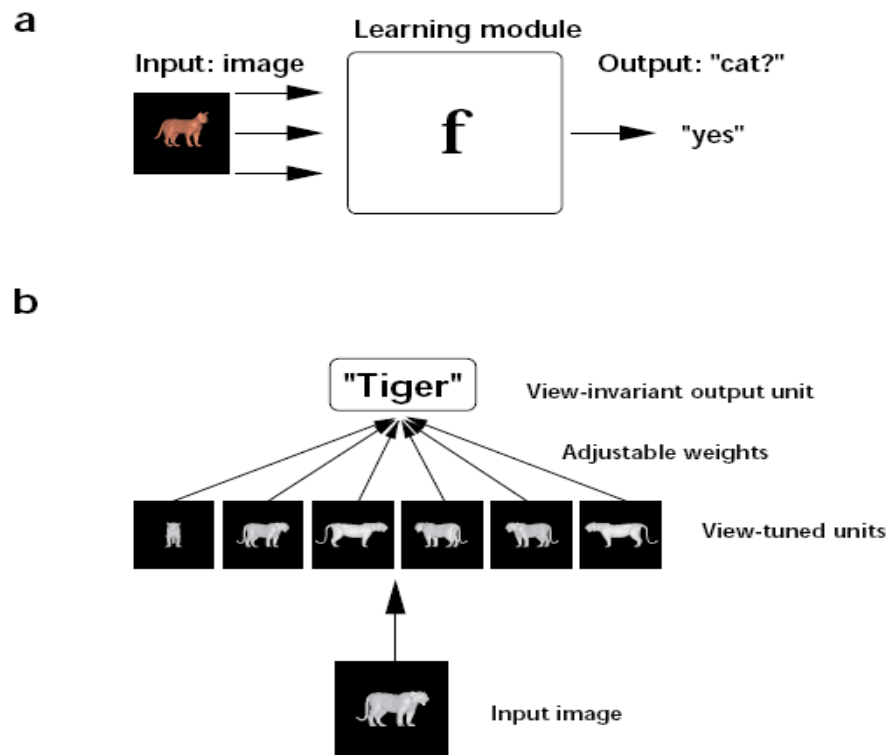 a
Learning module
Input: image
Output: "cat?"
f
"yes"
b
"Tiger"
View-invariant output unit
Adjustable weights
View-tuned units
Input image